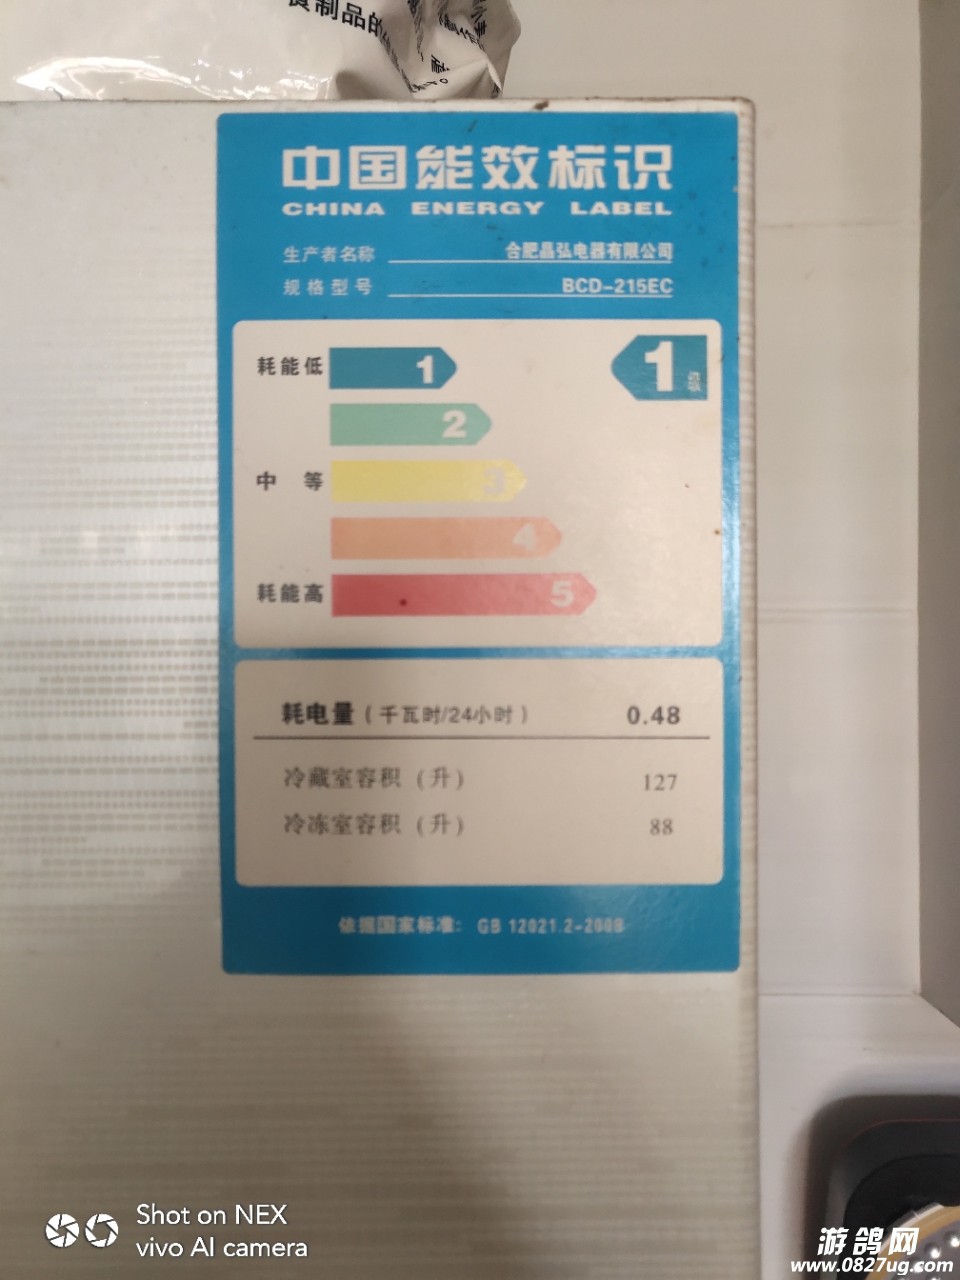 食制品的
中国能效标识
CHINA ENERGY LABEL
生产者名称 合肥晶弘电器有限公司
规格型号 BCD-215EC
耗能低 1 1级
2
中等 3
4
耗能高 5
耗电量（千瓦时/24小时） 0.48
冷藏室容积（升） 127
冷冻室容积（升） 88
依据国家标准: GB 12021.2-2008
Shot on NEX
vivo AI camera
游鸽网
www.0827ug.com